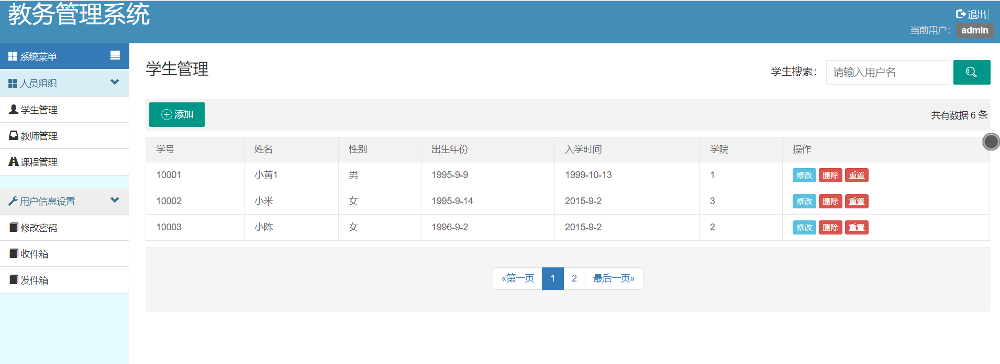 教务管理系统
退出|
当前用户： admin
系统菜单
人员组织
学生管理
教师管理
课程管理
用户信息设置
修改密码
收件箱
发件箱
学生管理
学生搜索： 请输入用户名
添加
共有数据 6 条
学号 姓名 性别 出生年份 入学时间 学院 操作
10001 小黄1 男 1995-9-9 1999-10-13 1 修改 删除 重置
10002 小米 女 1995-9-14 2015-9-2 3 修改 删除 重置
10003 小陈 女 1996-9-2 2015-9-2 2 修改 删除 重置
«第一页 1 2 最后一页»